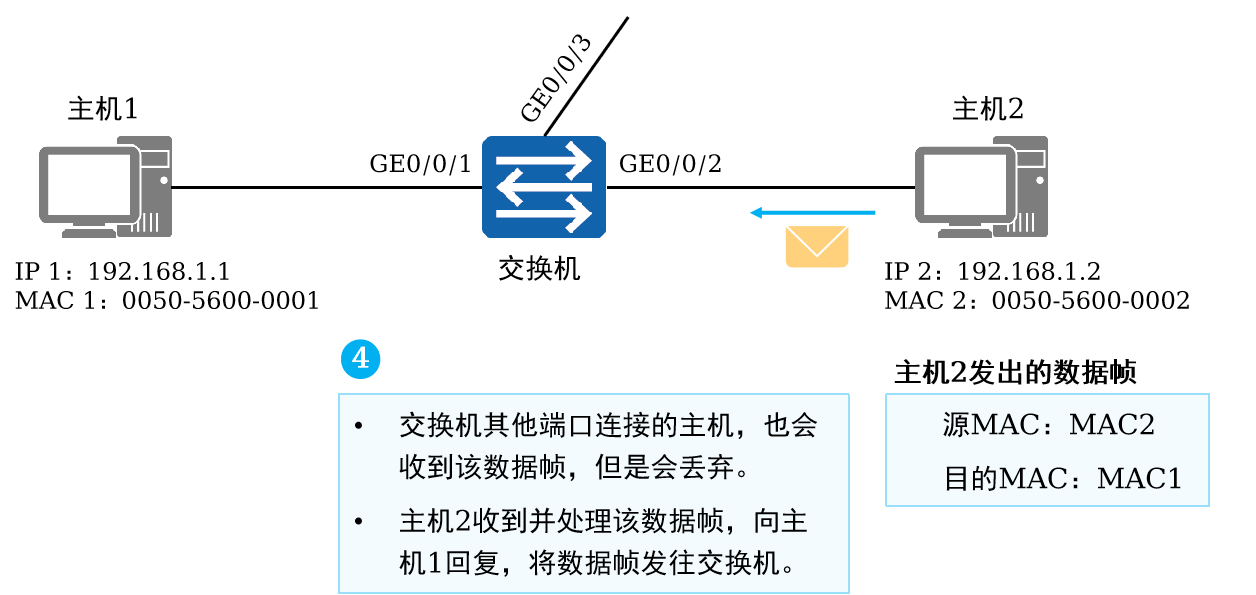 GE0/0/3
主机1
主机2
GE0/0/1
GE0/0/2
交换机
IP 1：192.168.1.1
MAC 1：0050-5600-0001
IP 2：192.168.1.2
MAC 2：0050-5600-0002
4
• 交换机其他端口连接的主机，也会
收到该数据帧，但是会丢弃。
• 主机2收到并处理该数据帧，向主
机1回复，将数据帧发往交换机。
主机2发出的数据帧
源MAC：MAC2
目的MAC：MAC1